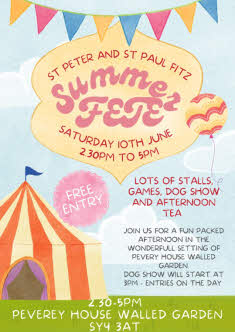 ST PETER AND ST PAUL FITZ
Summer
FETE
SATURDAY 10TH JUNE
2.30PM TO 5PM
FREE
ENTRY
LOTS OF STALLS,
GAMES, DOG SHOW
AND AFTERNOON
TEA
JOIN US FOR A FUN PACKED
AFTERNOON IN THE
WONDERFUL SETTING OF
PEVERY HOUSE WALLED
GARDEN.
DOG SHOW WILL START AT
3PM - ENTRIES ON THE DAY
2.30-5PM
PEVEREY HOUSE WALLED GARDEN
SY4 3AT